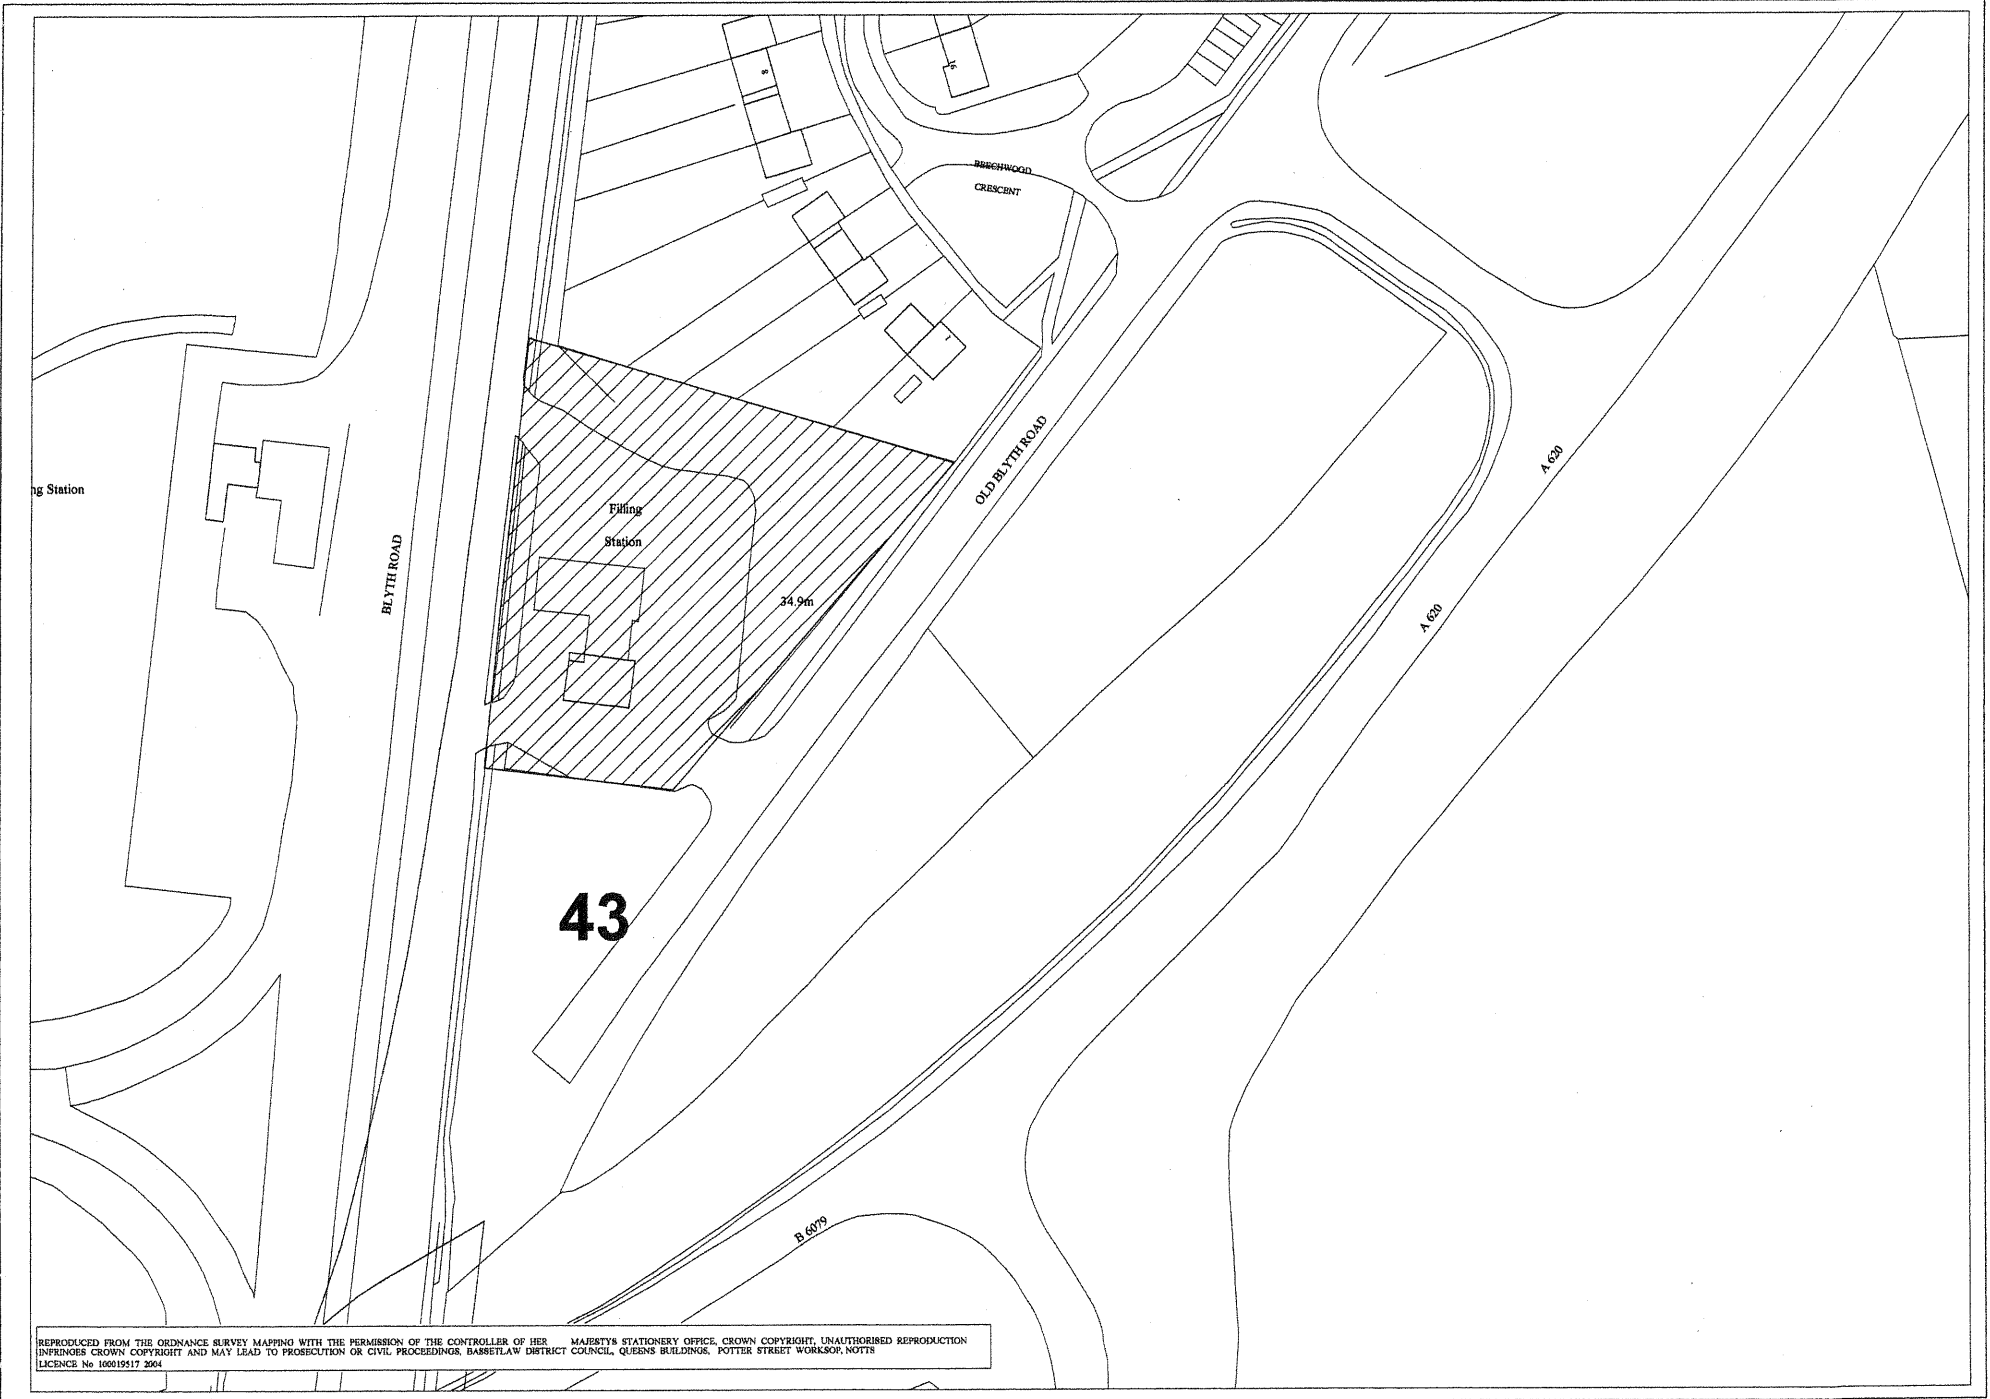 8
16
BEECHWOOD
CRESCENT
1
OLD BLYTH ROAD
A 620
ng Station
Filling
Station
BLYTH ROAD
34.9m
A 620
43
B 6079
REPRODUCED FROM THE ORDNANCE SURVEY MAPPING WITH THE PERMISSION OF THE CONTROLLER OF HER MAJESTYS STATIONERY OFFICE, CROWN COPYRIGHT, UNAUTHORISED REPRODUCTION
INFRINGES CROWN COPYRIGHT AND MAY LEAD TO PROSECUTION OR CIVIL PROCEEDINGS, BASSETLAW DISTRICT COUNCIL, QUEENS BUILDINGS, POTTER STREET WORKSOP, NOTTS
LICENCE No 100019517 2004